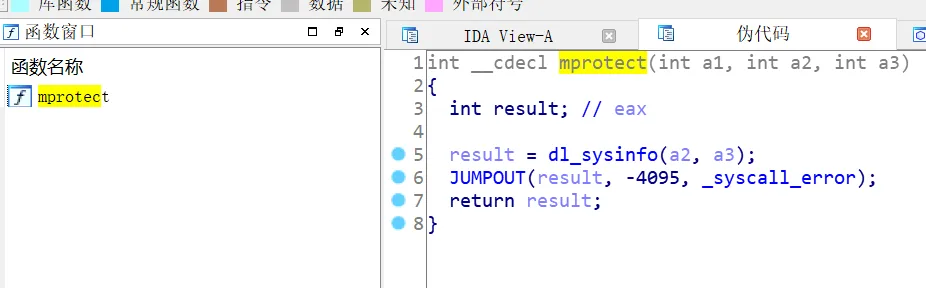 库函数 常规函数 指令 数据 未知 外部符号
函数窗口
函数名称
mprotect
IDA View-A 伪代码
1 int __cdecl mprotect(int a1, int a2, int a3)
2 {
3 int result; // eax
4
5 result = dl_sysinfo(a2, a3);
6 JUMPOUT(result, -4095, _syscall_error);
7 return result;
8 }